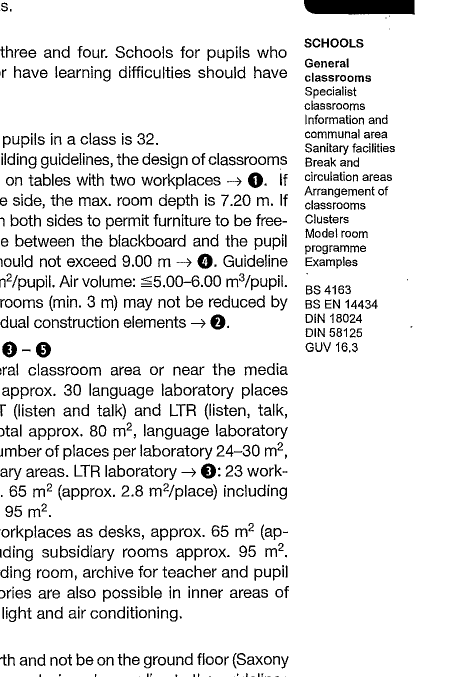 s.
three and four. Schools for pupils who
or have learning difficulties should have
pupils in a class is 32.
ilding guidelines, the design of classrooms
on tables with two workplaces → ❶. If
e side, the max. room depth is 7.20 m. If
n both sides to permit furniture to be free-
e between the blackboard and the pupil
hould not exceed 9.00 m → ❹. Guideline
m²/pupil. Air volume: ≦5.00–6.00 m³/pupil.
rooms (min. 3 m) may not be reduced by
dual construction elements → ❷.
❸ – ❺
eral classroom area or near the media
approx. 30 language laboratory places
T (listen and talk) and LTR (listen, talk,
otal approx. 80 m², language laboratory
umber of places per laboratory 24–30 m²,
ary areas. LTR laboratory → ❸: 23 work-
. 65 m² (approx. 2.8 m²/place) including
95 m².
workplaces as desks, approx. 65 m² (ap-
uding subsidiary rooms approx. 95 m².
ding room, archive for teacher and pupil
ories are also possible in inner areas of
light and air conditioning.
rth and not be on the ground floor (Saxony
SCHOOLS
General
classrooms
Specialist
classrooms
Information and
communal area
Sanitary facilities
Break and
circulation areas
Arrangement of
classrooms
Clusters
Model room
programme
Examples
BS 4163
BS EN 14434
DIN 18024
DIN 58125
GUV 16,3